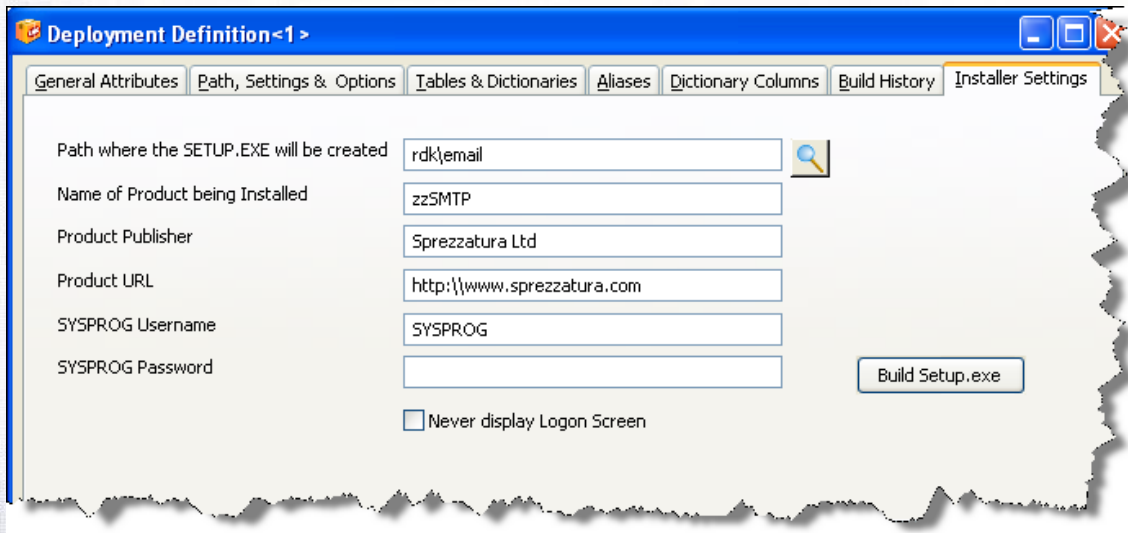 Deployment Definition<1>
General Attributes Path, Settings & Options Tables & Dictionaries Aliases Dictionary Columns Build History Installer Settings
Path where the SETUP.EXE will be created rdk\email
Name of Product being Installed zzSMTP
Product Publisher Sprezzatura Ltd
Product URL http:\\www.sprezzatura.com
SYSPROG Username SYSPROG
SYSPROG Password
Build Setup.exe
Never display Logon Screen